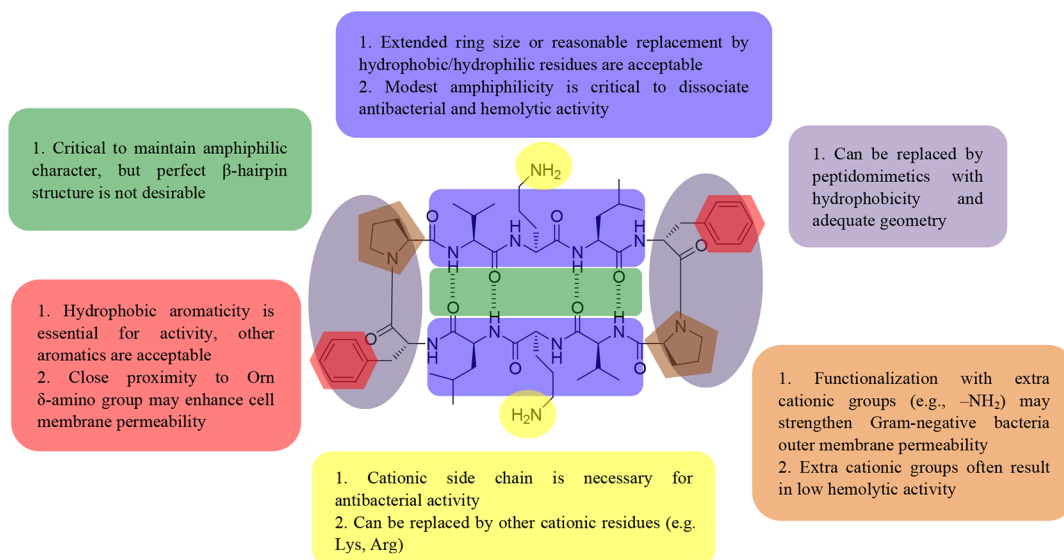 1. Extended ring size or reasonable replacement by
hydrophobic/hydrophilic residues are acceptable
2. Modest amphiphilicity is critical to dissociate
antibacterial and hemolytic activity
1. Critical to maintain amphiphilic
character, but perfect β-hairpin
structure is not desirable
1. Can be replaced by
peptidomimetics with
hydrophobicity and
adequate geometry
NH₂
O
H
N
O
O
H
N
N
N
H
O
N
H
O
N
O
O
O
H
N
O
H
N
N
H
O
N
H
O
N
O
H₂N
1. Hydrophobic aromaticity is
essential for activity, other
aromatics are acceptable
2. Close proximity to Orn
δ-amino group may enhance cell
membrane permeability
1. Functionalization with extra
cationic groups (e.g., –NH₂) may
strengthen Gram-negative bacteria
outer membrane permeability
2. Extra cationic groups often result
in low hemolytic activity
1. Cationic side chain is necessary for
antibacterial activity
2. Can be replaced by other cationic residues (e.g.
Lys, Arg)